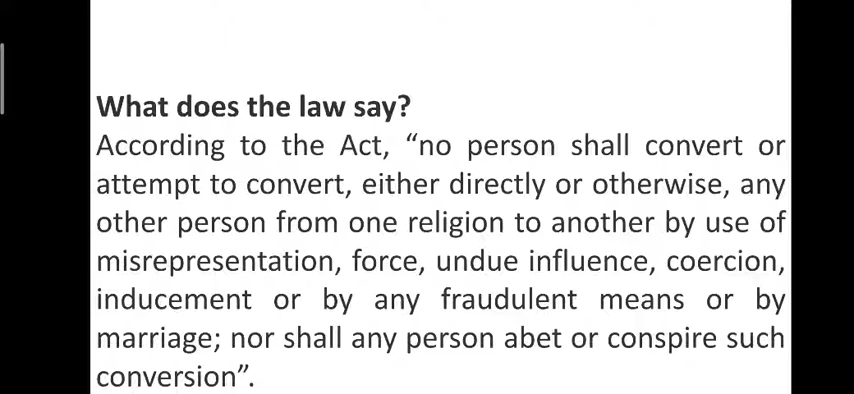 What does the law say?
According to the Act, “no person shall convert or
attempt to convert, either directly or otherwise, any
other person from one religion to another by use of
misrepresentation, force, undue influence, coercion,
inducement or by any fraudulent means or by
marriage; nor shall any person abet or conspire such
conversion”.